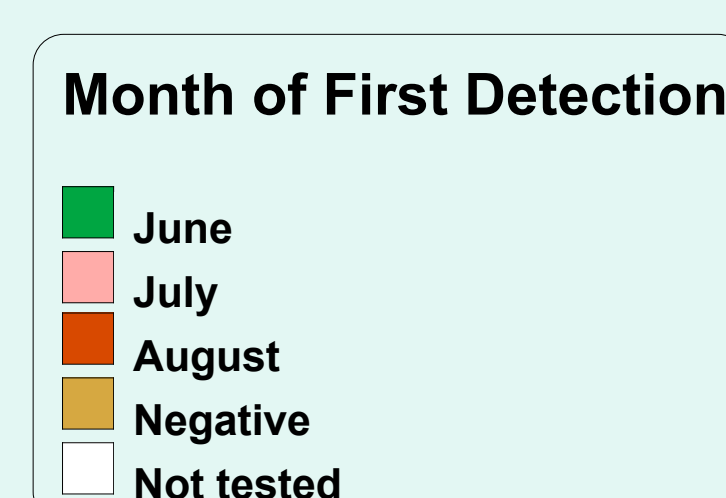 Month of First Detection
June
July
August
Negative
Not tested